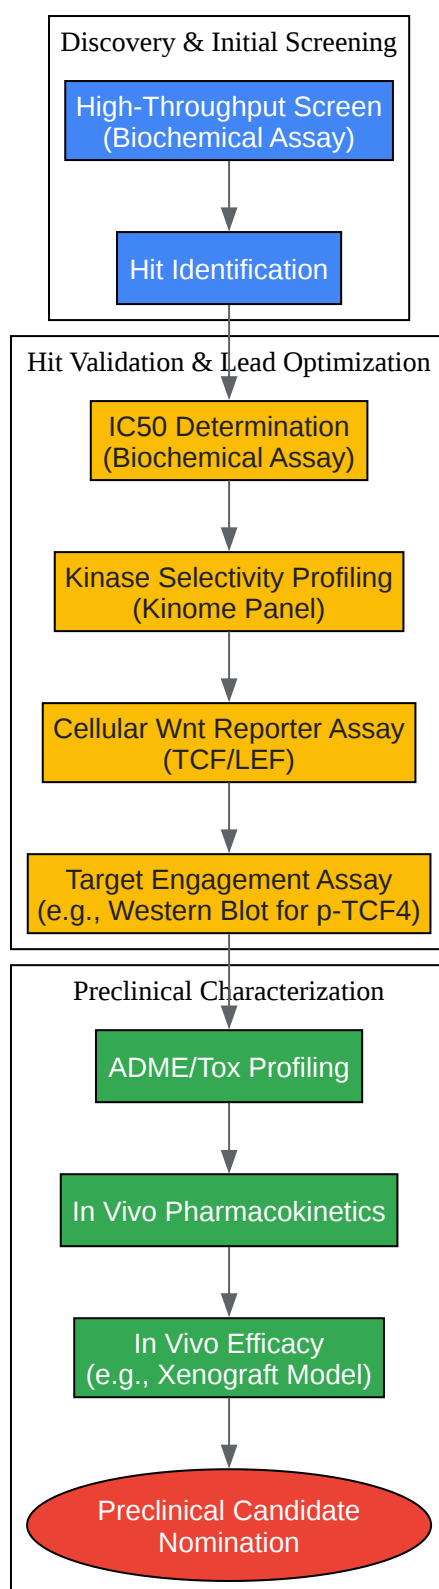 Discovery & Initial Screening
High-Throughput Screen
(Biochemical Assay)
Hit Identification
Hit Validation & Lead Optimization
IC50 Determination
(Biochemical Assay)
Kinase Selectivity Profiling
(Kinome Panel)
Cellular Wnt Reporter Assay
(TCF/LEF)
Target Engagement Assay
(e.g., Western Blot for p-TCF4)
Preclinical Characterization
ADME/Tox Profiling
In Vivo Pharmacokinetics
In Vivo Efficacy
(e.g., Xenograft Model)
Preclinical Candidate
Nomination